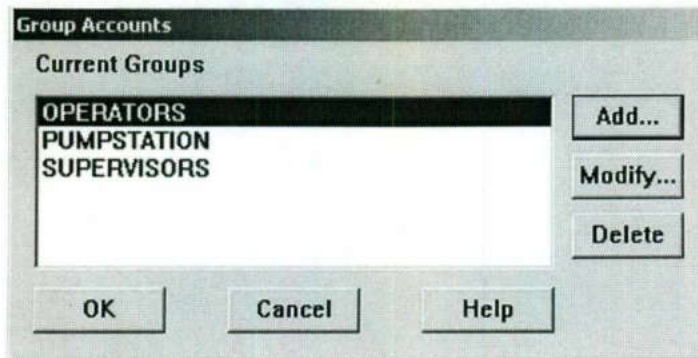 Group Accounts
Current Groups
OPERATORS
PUMPSTATION
SUPERVISORS
Add...
Modify...
Delete
OK
Cancel
Help